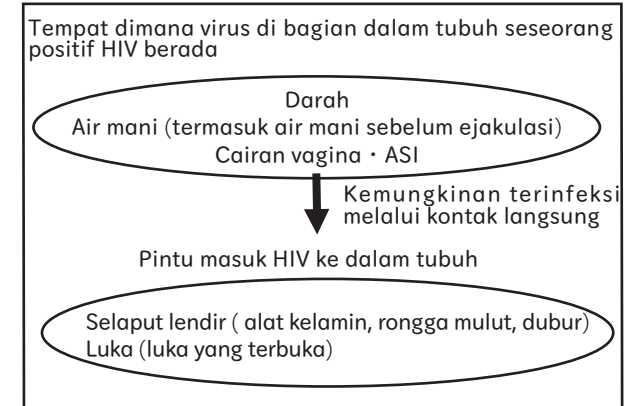 Tempat dimana virus di bagian dalam tubuh seseorang
positif HIV berada
Darah
Air mani (termasuk air mani sebelum ejakulasi)
Cairan vagina・ASI
Kemungkinan terinfeksi
melalui kontak langsung
Pintu masuk HIV ke dalam tubuh
Selaput lendir ( alat kelamin, rongga mulut, dubur)
Luka (luka yang terbuka)